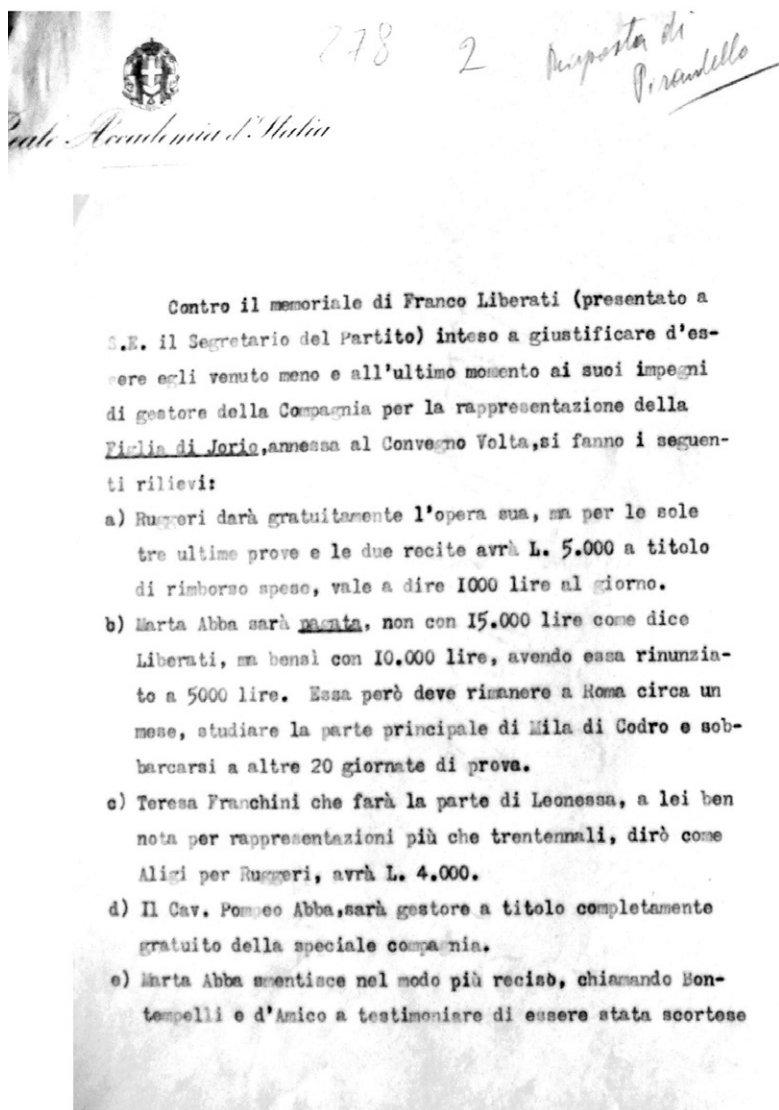 278
2
Risposta di
Pirandello
Reale Accademia d'Italia
Contro il memoriale di Franco Liberati (presentato a
S.E. il Segretario del Partito) inteso a giustificare d'es-
sere egli venuto meno e all'ultimo momento ai suoi impegni
di gestore della Compagnia per la rappresentazione della
Figlia di Jorio,annessa al Convegno Volta,si fanno i seguen-
ti rilievi:
a) Ruggeri darà gratuitamente l'opera sua, ma per le sole
tre ultime prove e le due recite avrà L. 5.000 a titolo
di rimborso spese, vale a dire I000 lire al giorno.
b) Marta Abba sarà pagata, non con I5.000 lire come dice
Liberati, ma bensì con I0.000 lire, avendo essa rinunzia-
to a 5000 lire. Essa però deve rimanere a Roma circa un
mese, studiare la parte principale di Mila di Codro e sob-
barcarsi a altre 20 giornate di prova.
c) Teresa Franchini che farà la parte di Leonessa, a lei ben
nota per rappresentazioni più che trentennali, dirò come
Aligi per Ruggeri, avrà L. 4.000.
d) Il Cav. Pompeo Abba,sarà gestore a titolo completamente
gratuito della speciale compagnia.
e) Marta Abba smentisce nel modo più reciso, chiamando Bon-
tempelli e d'Amico a testimoniare di essere stata scortese